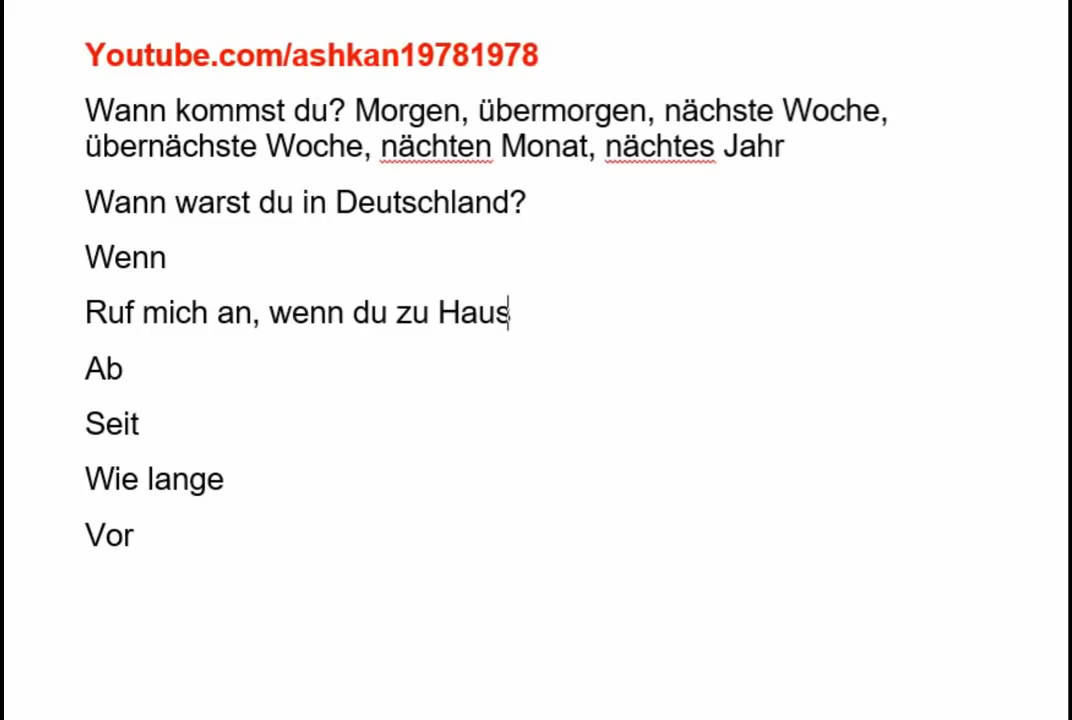 Youtube.com/ashkan19781978
Wann kommst du? Morgen, übermorgen, nächste Woche,
übernächste Woche, nächten Monat, nächtes Jahr
Wann warst du in Deutschland?
Wenn
Ruf mich an, wenn du zu Haus
Ab
Seit
Wie lange
Vor